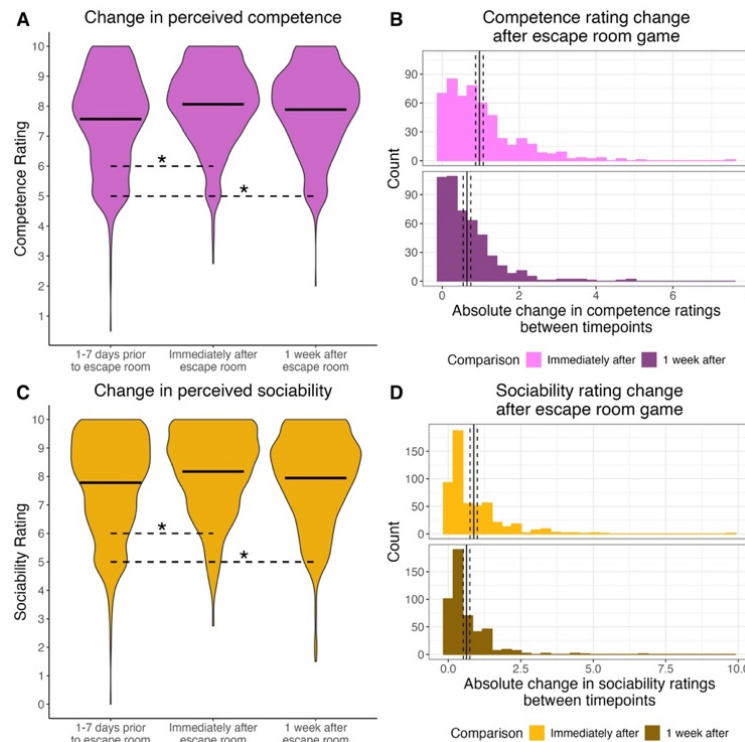 A
Change in perceived competence
Competence Rating
10
9
8
7
6
5
4
3
2
1
*
*
1-7 days prior
to escape room
Immediately after
escape room
1 week after
escape room
B
Competence rating change
after escape room game
Count
90
60
30
0
90
60
30
0
0
2
4
6
Absolute change in competence ratings
between timepoints
Comparison
Immediately after
1 week after
C
Change in perceived sociability
Sociability Rating
10
9
8
7
6
5
4
3
2
1
0
*
*
1-7 days prior
to escape room
Immediately after
escape room
1 week after
escape room
D
Sociability rating change
after escape room game
Count
150
100
50
0
150
100
50
0
0.0
2.5
5.0
7.5
10.0
Absolute change in sociability ratings
between timepoints
Comparison
Immediately after
1 week after